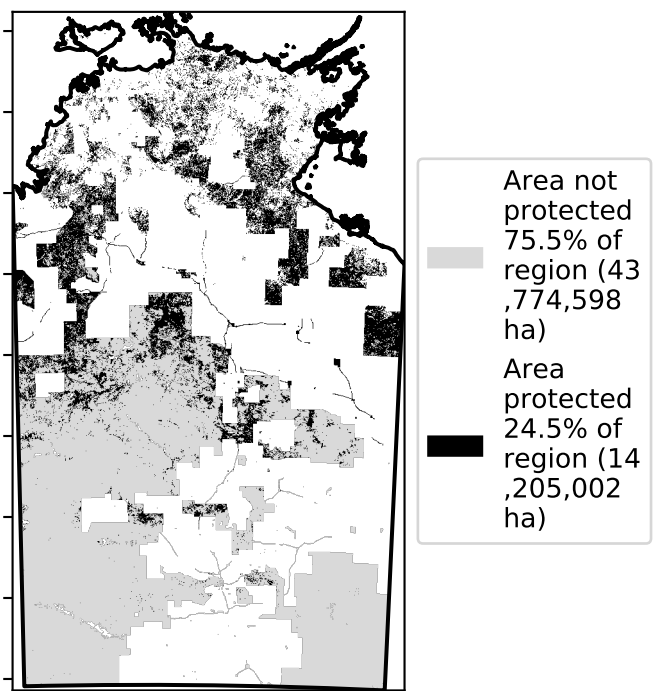 Area not
protected
75.5% of
region (43
,774,598
ha)
Area
protected
24.5% of
region (14
,205,002
ha)